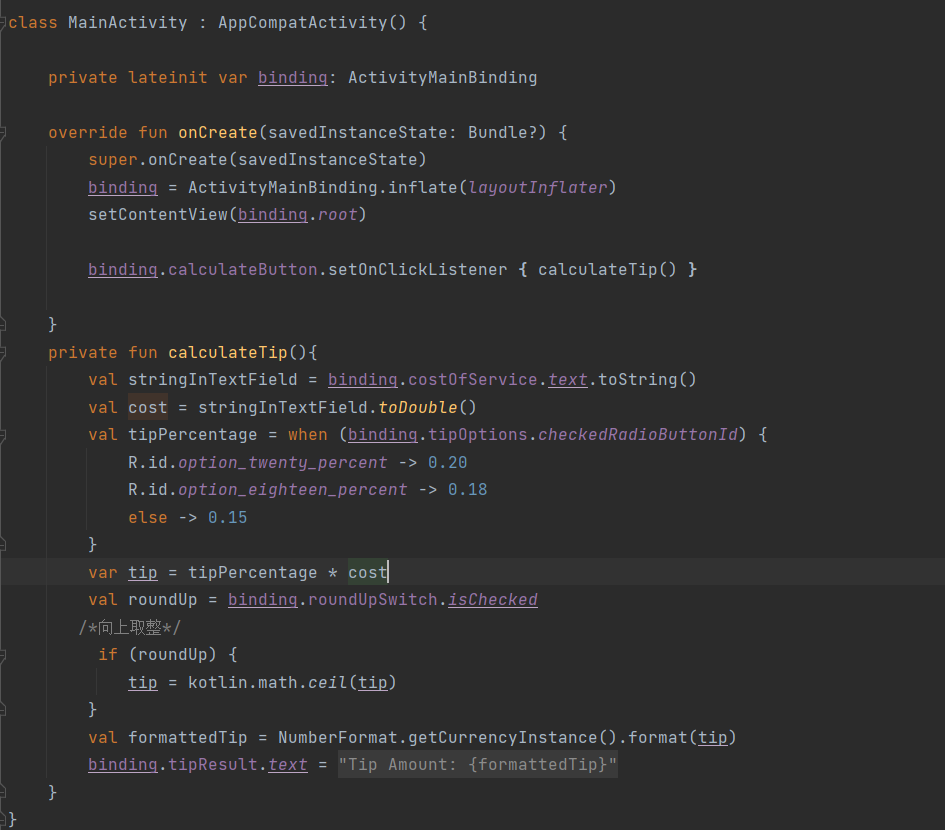 class MainActivity : AppCompatActivity() {
private lateinit var binding: ActivityMainBinding
override fun onCreate(savedInstanceState: Bundle?) {
super.onCreate(savedInstanceState)
binding = ActivityMainBinding.inflate(layoutInflater)
setContentView(binding.root)
binding.calculateButton.setOnClickListener { calculateTip() }
}
private fun calculateTip(){
val stringInTextField = binding.costOfService.text.toString()
val cost = stringInTextField.toDouble()
val tipPercentage = when (binding.tipOptions.checkedRadioButtonId) {
R.id.option_twenty_percent -> 0.20
R.id.option_eighteen_percent -> 0.18
else -> 0.15
}
var tip = tipPercentage * cost
val roundUp = binding.roundUpSwitch.isChecked
/*向上取整*/
if (roundUp) {
tip = kotlin.math.ceil(tip)
}
val formattedTip = NumberFormat.getCurrencyInstance().format(tip)
binding.tipResult.text = "Tip Amount: {formattedTip}"
}
}